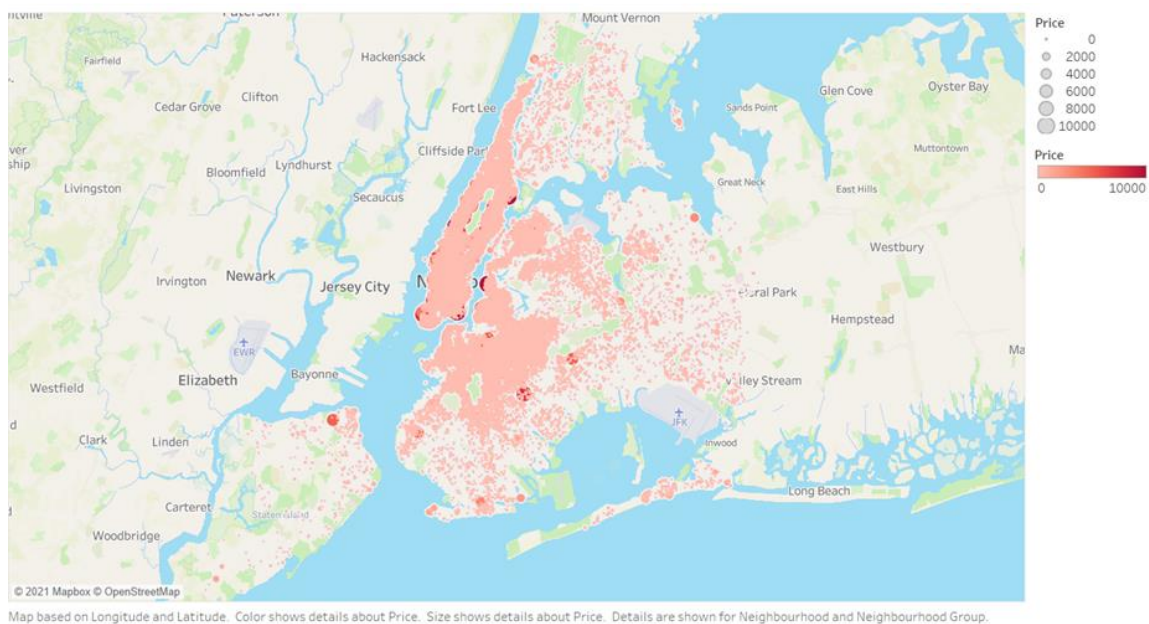 Mount Vernon
Fairfield
Hackensack
Cedar Grove
Clifton
Fort Lee
Sands Point
Glen Cove
Oyster Bay
Lyndhurst
Cliffside Par
Bloomfield
Muttontown
Livingston
Secaucus
Great Neck
East Hills
Westbury
Newark
Irvington
Jersey City
Hempstead
EWR
Elizabeth
Bayonne
Westfield
JFK
Clark
Linden
Inwood
Long Beach
Carteret
Staten Island
Woodbridge
© 2021 Mapbox © OpenStreetMap
Price
0
2000
4000
6000
8000
10000
Price
0 10000
Map based on Longitude and Latitude. Color shows details about Price. Size shows details about Price. Details are shown for Neighbourhood and Neighbourhood Group.